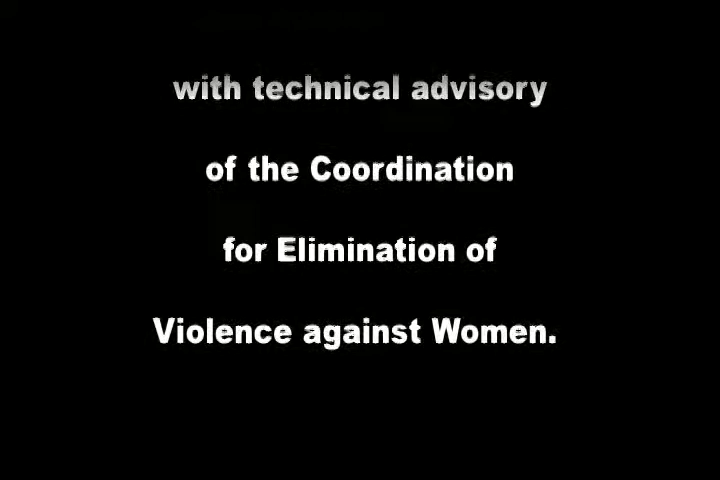 with technical advisory
of the Coordination
for Elimination of
Violence against Women.